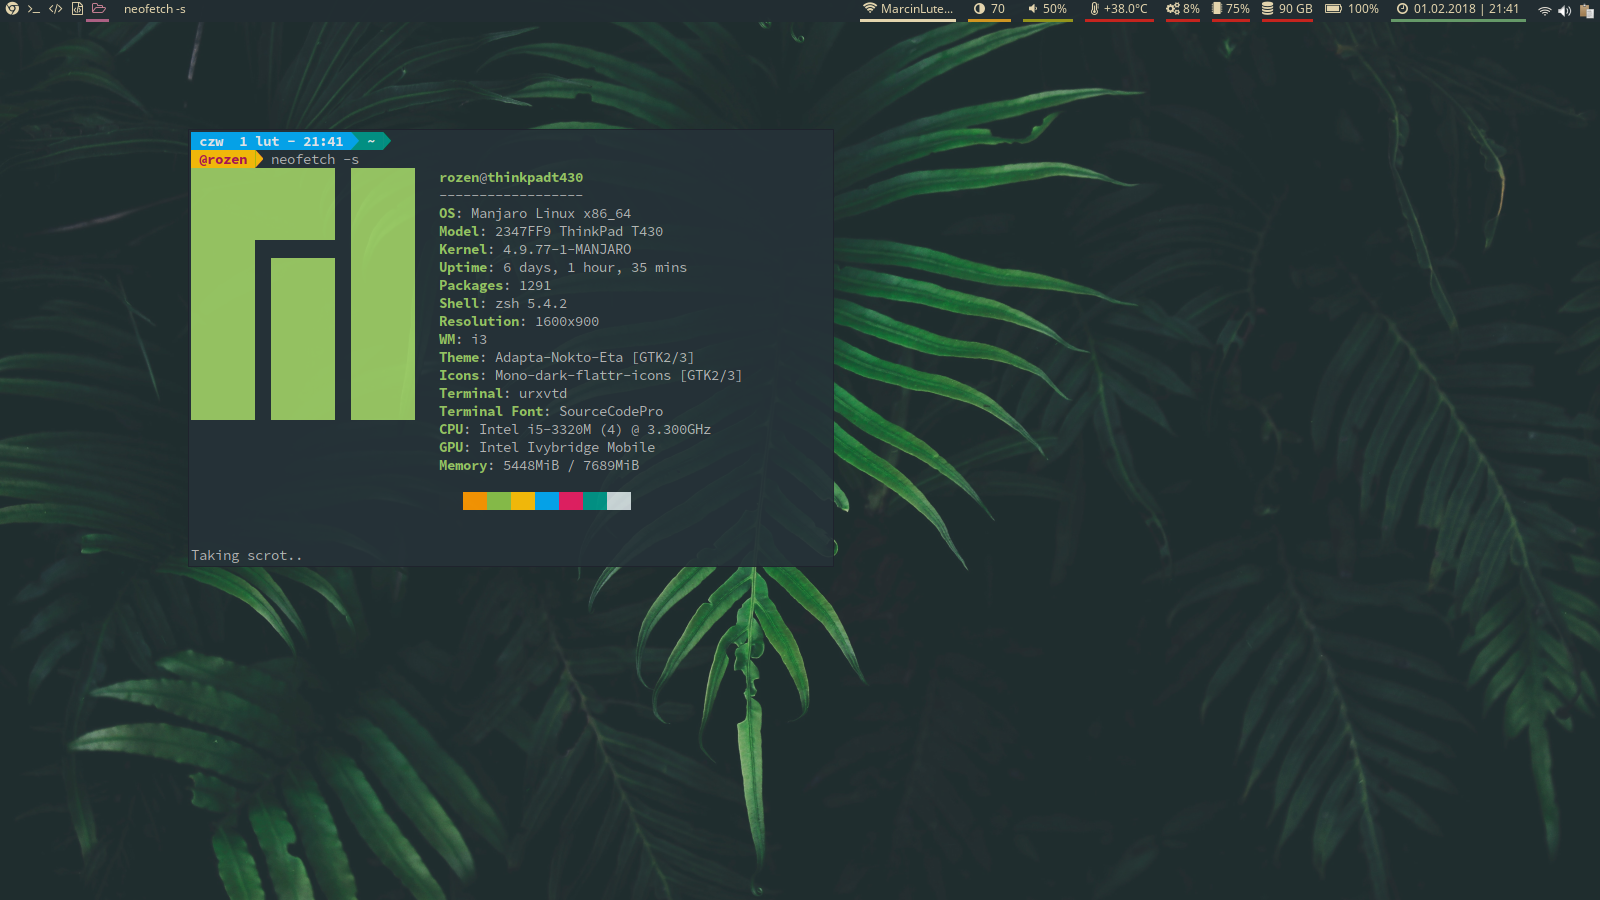 neofetch -s
MarcinLute... 70 50% +38.0°C 8% 75% 90 GB 100% 01.02.2018 | 21:41
czw 1 lut - 21:41 ~
@rozen neofetch -s
rozen@thinkpadt430
------------------
OS: Manjaro Linux x86_64
Model: 2347FF9 ThinkPad T430
Kernel: 4.9.77-1-MANJARO
Uptime: 6 days, 1 hour, 35 mins
Packages: 1291
Shell: zsh 5.4.2
Resolution: 1600x900
WM: i3
Theme: Adapta-Nokto-Eta [GTK2/3]
Icons: Mono-dark-flattr-icons [GTK2/3]
Terminal: urxvtd
Terminal Font: SourceCodePro
CPU: Intel i5-3320M (4) @ 3.300GHz
GPU: Intel Ivybridge Mobile
Memory: 5448MiB / 7689MiB
Taking scrot..